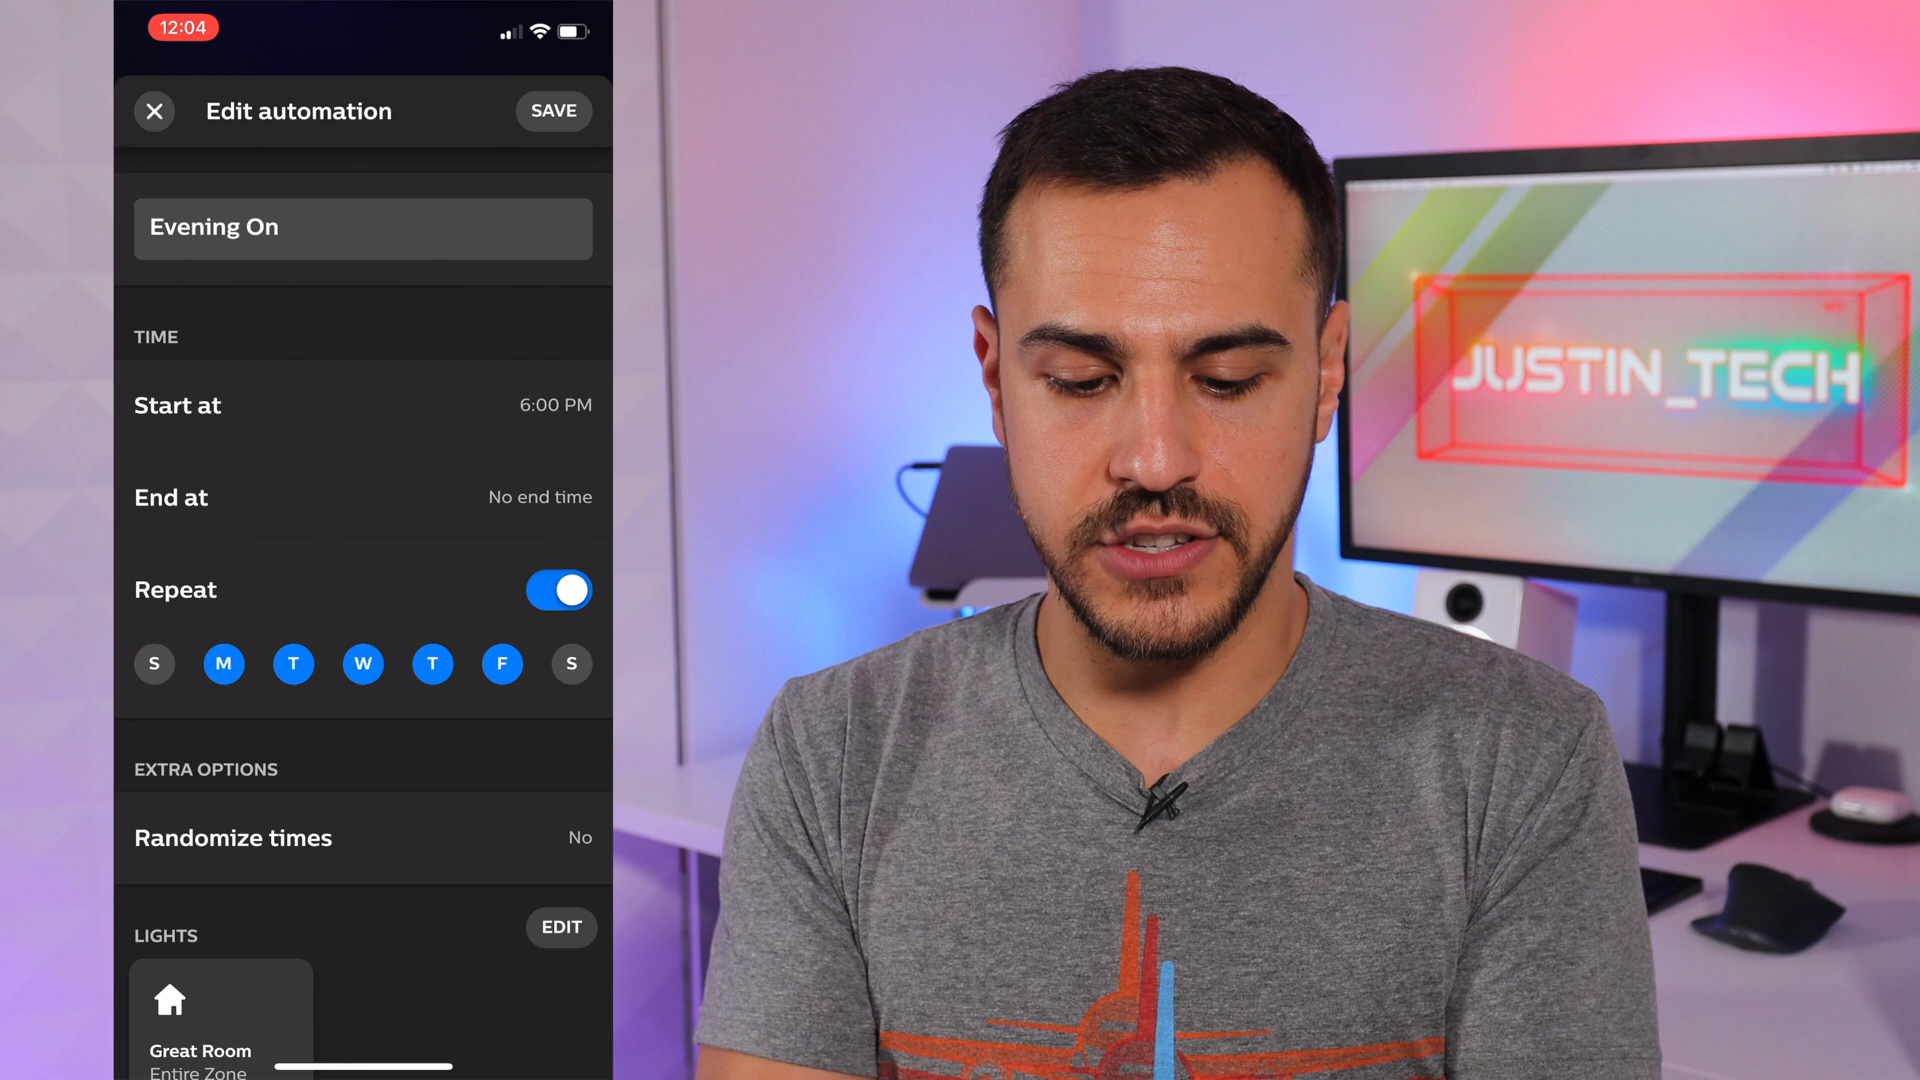 12:04
Edit automation
SAVE
Evening On
TIME
Start at
6:00 PM
End at
No end time
Repeat
S M T W T F S
EXTRA OPTIONS
Randomize times
No
LIGHTS
EDIT
Great Room
Entire Zone
JUSTIN_TECH